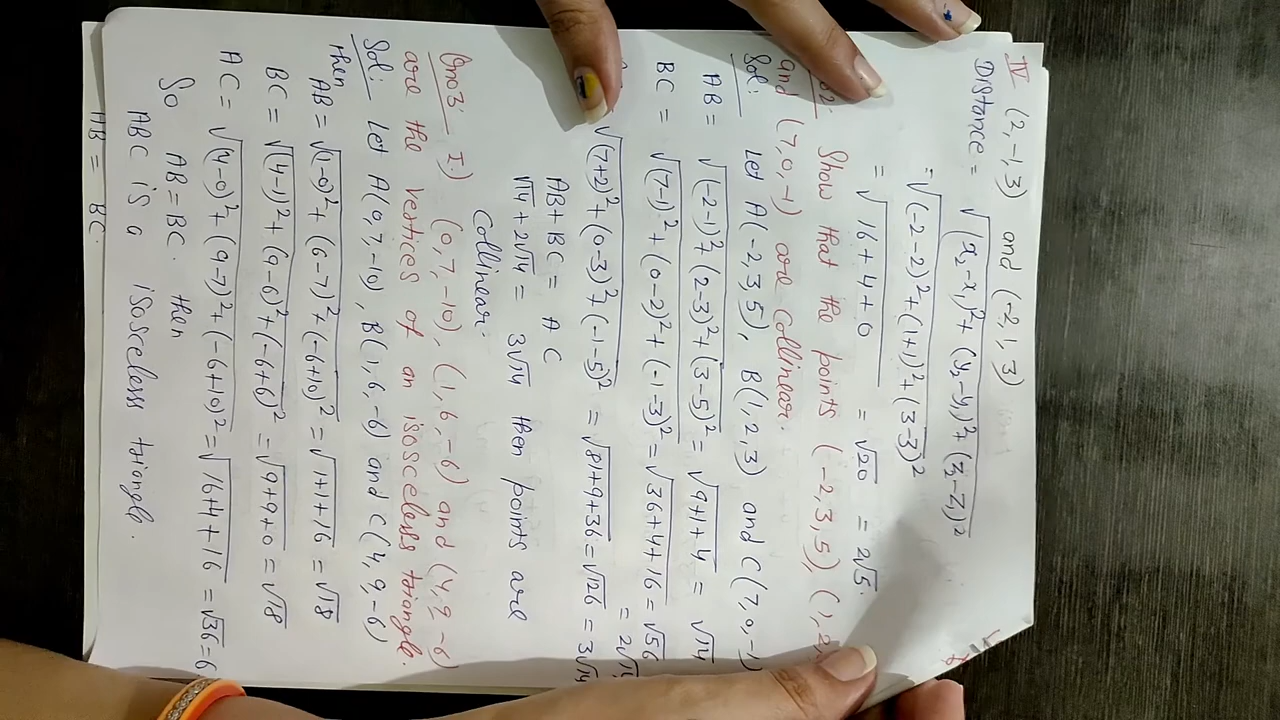 IV (2,-1,3) and (-2,1,3)
Distance = √(x₂-x₁)²+(y₂-y₁)²+(z₂-z₁)²
= √(-2-2)²+(1+1)²+(3-3)²
= √16+4+0 = √20 = 2√5.
Show that the points (-2,3,5), (1,2,
and (7,0,-1) are collinear.
Sol: Let A(-2,3,5), B(1,2,3) and C(7,0,-1)
AB = √(-2-1)²+(2-3)²+(3-5)² = √9+1+4 = √14
BC = √(7-1)²+(0-2)²+(-1-3)² = √36+4+16 = √56
= 2√14
√(7+2)²+(0-3)²+(-1-5)² = √81+9+36 = √126 = 3√14
AB+BC = AC
√14+2√14 = 3√14 then points are
Collinear.
Qno3:- I.) (0,7,-10), (1,6,-6) and (4,9,-6)
are the vertices of an isosceless triangle.
Sol: Let A(0,7,-10), B(1,6,-6) and C(4,9,-6)
then
AB = √(1-0)²+(6-7)²+(-6+10)² = √1+1+16 = √18
BC = √(4-1)²+(9-6)²+(-6+6)² = √9+9+0 = √18
AC = √(4-0)²+(9-7)²+(-6+10)² = √16+4+16 = √36=6
So AB=BC. then
ABC is a isosceless triangle.
AB = BC.